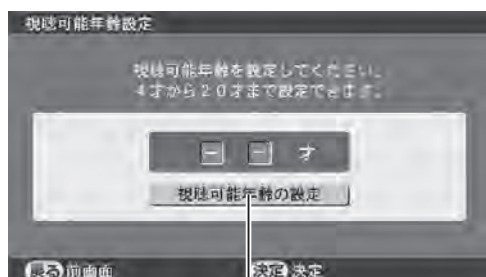 視聴可能年齢設定
視聴可能年齢を設定してください。
4才から20才まで設定できます。
－ － 才
視聴可能年齢の設定
戻る 前画面 決定 決定